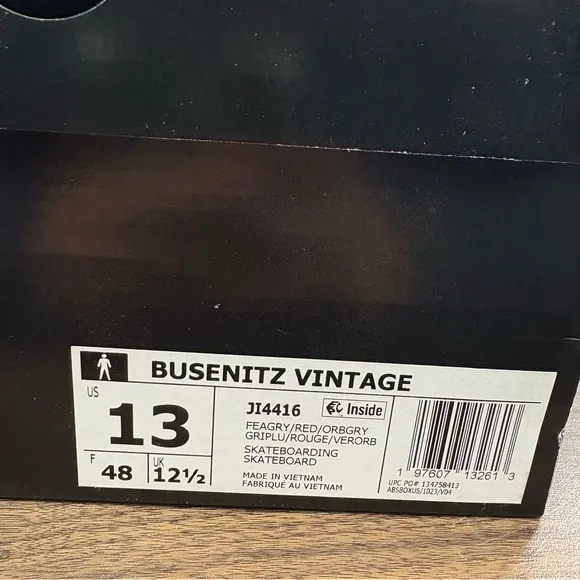 BUSENITZ VINTAGE
US
13
F
48
UK
12½
JI4416
Inside
FEAGRY/RED/ORBGRY
GRIPLU/ROUGE/VERORB
SKATEBOARDING
SKATEBOARD
MADE IN VIETNAM
FABRIQUÉ AU VIETNAM
1 97607 13261 3
UPC PO# 134758413
ABSBOXUS/1023/V04